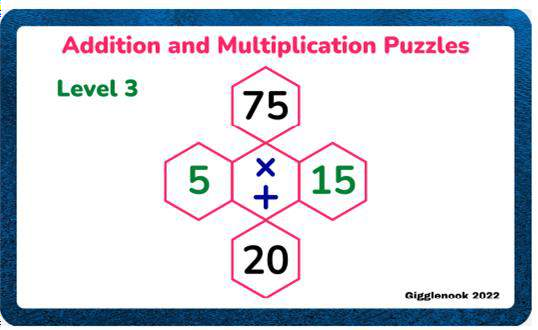 Addition and Multiplication Puzzles
Level 3
75
5 × 15
+
20
Gigglenook 2022